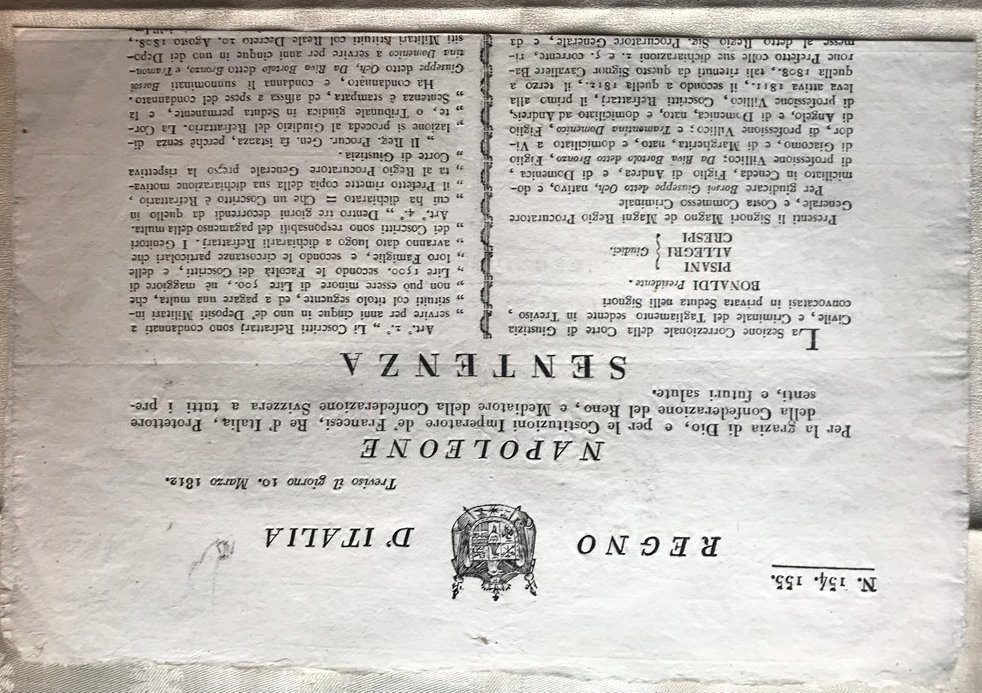 N. 154. 155.
REGNO D'ITALIA
Treviso il giorno 10. Marzo 1812.
NAPOLEONE
Per la grazia di Dio, e per le Costituzioni Imperatore de' Francesi, Re d' Italia, Protettore
della Confederazione del Reno, e Mediatore della Confederazione Svizzera a tutti i pre-
senti, e futuri salute.
SENTENZA
La Sezione Correzionale della Corte di Giustizia
Civile, e Criminale del Tagliamento sedente in Treviso,
convocatasi in privata Seduta nelli Signori
BONALDI Presidente.
PISANI
ALLEGRI } Giudici.
CRESPI
Presenti li Signori Magno de Magni Regio Procuratore
Generale, e Costa Commesso Criminale
Per giudicare Borsoi Giuseppe detto Och, nativo, e do-
miciliato in Ceneda, Figlio di Andrea, e di Domenica,
di professione Villico; Da Riva Bortolo detto Bronzo, Figlio
di Giacomo, e di Margherita, nato, e domiciliato a Vi-
dor, di professione Villico; e Tramontina Domenico, Figlio
di Angelo, e di Domenica, nato, e domiciliato ad Andreis,
di professione Villico, Coscritti Refrattarj, il primo alla
leva attiva 1811., il secondo a quella 1812., il terzo a
quella 1808., tali ritenuti da questo Signor Cavaliere Ba-
rone Prefetto colle sue dichiarazioni 2. e 5. corrente, ri-
messe al detto Regio Sig. Procuratore Generale, e da
Art.° 2.° „ Li Coscritti Refrattarj sono condannati a
„ servire per anni cinque in uno de' Depositi Militari in-
„ stituiti col titolo seguente, ed a pagare una multa, che
„ non può essere minore di Lire 500., nè maggiore di
„ Lire 1500. secondo le Facoltà dei Coscritti, e delle
„ loro Famiglie, e secondo le circostanze particolari che
„ avranno dato luogo a dichiararli Refrattarj. I Genitori
„ dei Coscritti sono responsabili del pagamento della multa.
Art.° 4.° „ Dentro tre giorni decorrendi da quello in
„ cui ha dichiarato = Che un Coscritto è Refrattario,
„ il Prefetto rimette copia della sua dichiarazione motiva-
„ ta al Regio Procuratore Generale presso la rispettiva
„ Corte di Giustizia.
„ Il Reg. Procur. Gen. fa istanza, perchè senza di-
„ lazione si proceda al Giudizio del Refrattario. La Cor-
„ te, o Tribunale giudica in Seduta permanente, e la
„ Sentenza è stampata, ed affissa a spese del condannato.
Ha condannato, e condanna li sunnominati Borsoi
Giuseppe detto Och, Da Riva Bortolo detto Bronzo, e Tramon-
tina Domenico a servire per anni cinque in uno dei Depo-
siti Militari istituiti col Reale Decreto 20. Agosto 1808.,